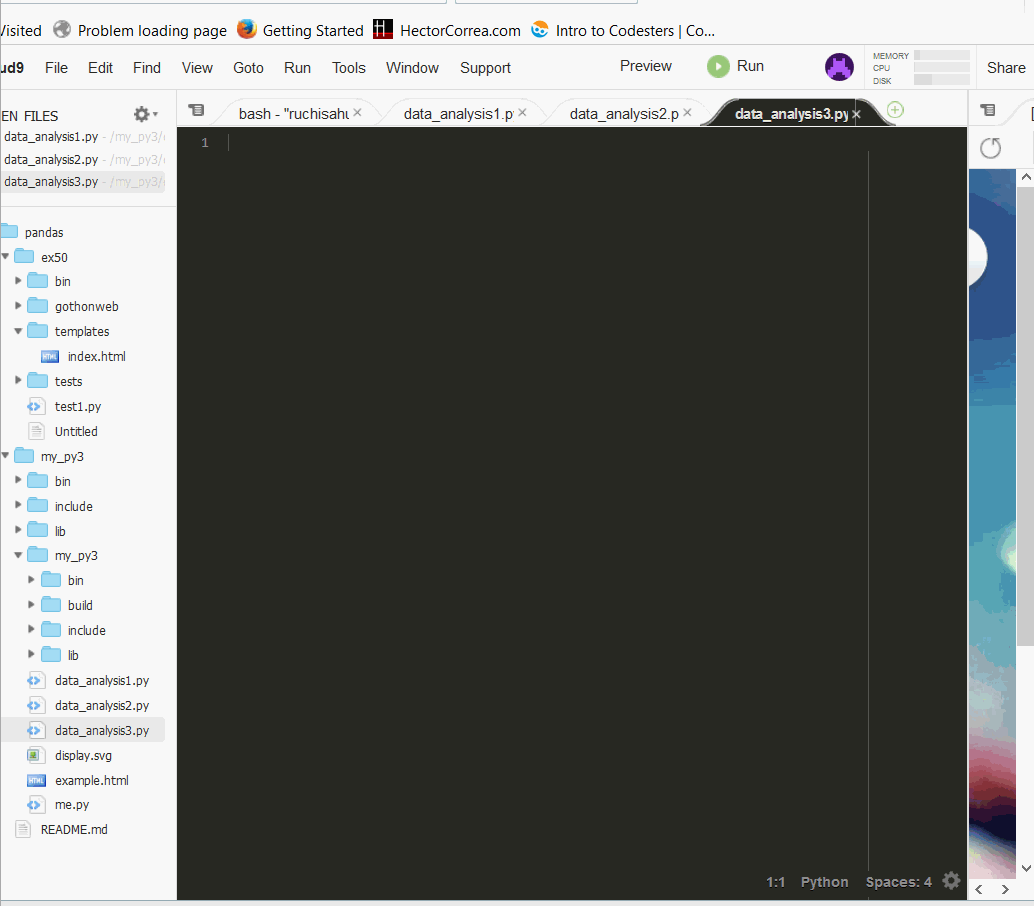 Visited Problem loading page Getting Started HectorCorrea.com Intro to Codesters | Co...
ud9 File Edit Find View Goto Run Tools Window Support Preview Run MEMORY CPU DISK Share
EN FILES
bash - "ruchisahu data_analysis1.py data_analysis2.p data_analysis3.py
data_analysis1.py - /my_py3/
data_analysis2.py - /my_py3/
data_analysis3.py - /my_py3/
1
pandas
ex50
bin
gothonweb
templates
HTML index.html
tests
test1.py
Untitled
my_py3
bin
include
lib
my_py3
bin
build
include
lib
data_analysis1.py
data_analysis2.py
data_analysis3.py
display.svg
HTML example.html
me.py
README.md
1:1 Python Spaces: 4